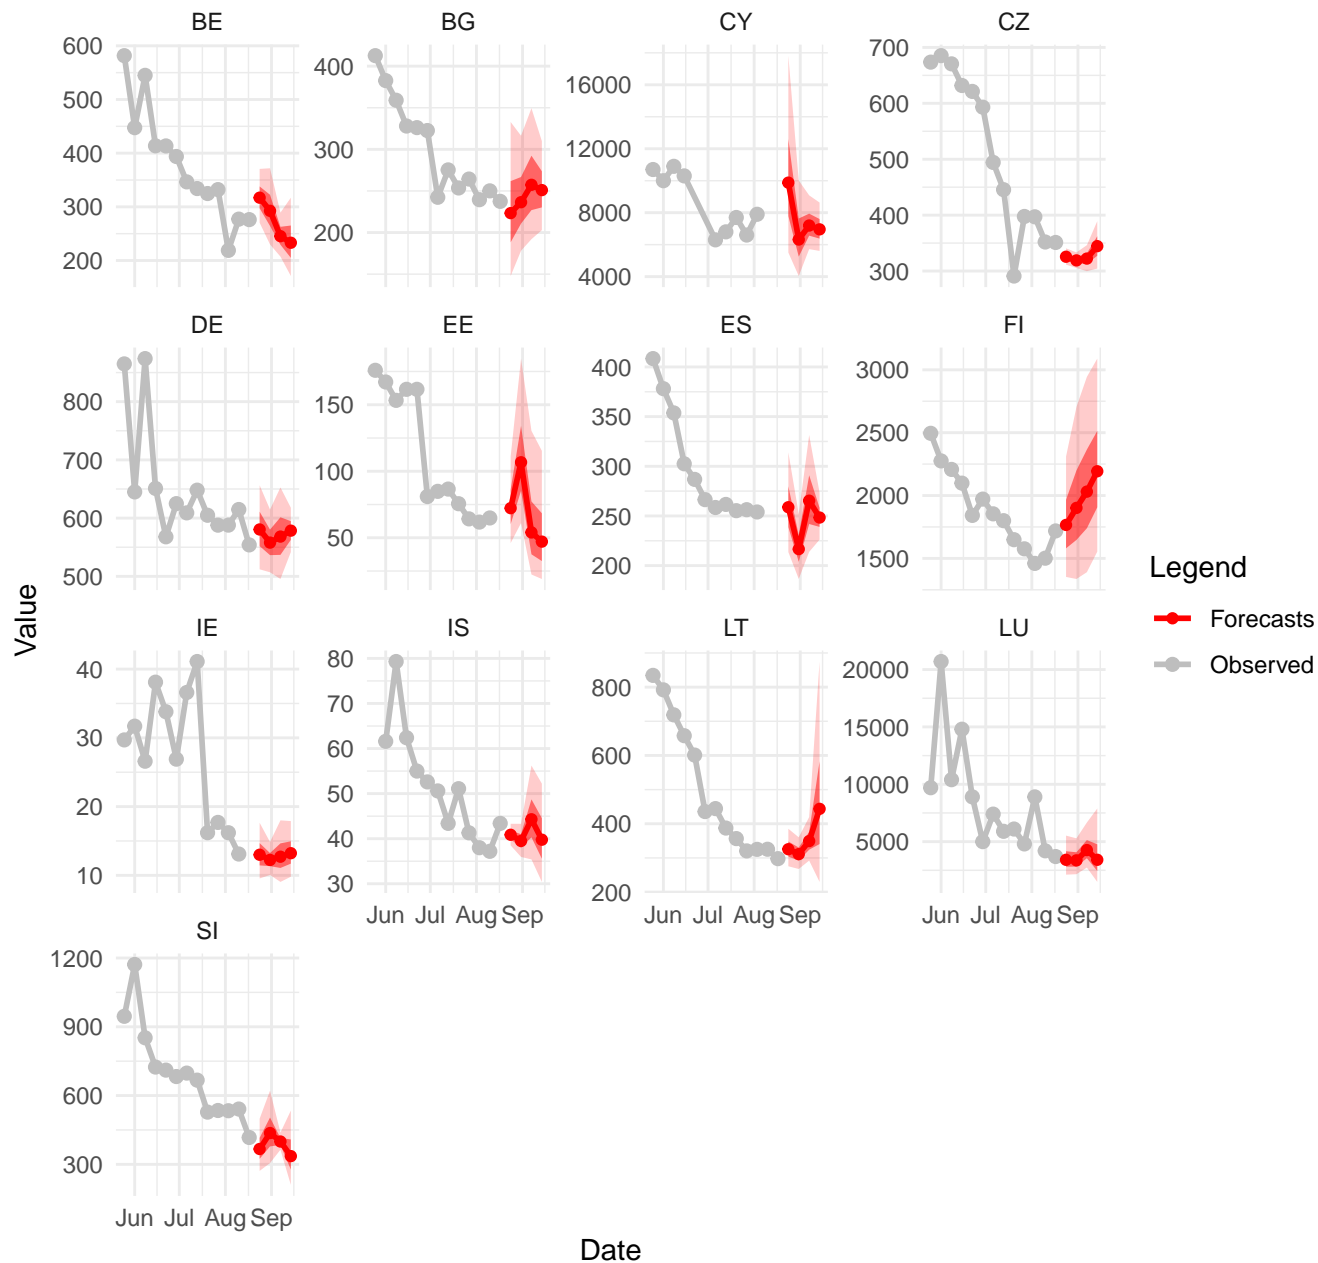 BE
BG
CY
CZ
600
500
400
300
200
400
300
200
16000
12000
8000
4000
700
600
500
400
300
DE
EE
ES
FI
800
700
600
500
150
100
50
400
350
300
250
200
3000
2500
2000
1500
IE
IS
LT
LU
40
30
20
10
80
70
60
50
40
30
800
600
400
200
20000
15000
10000
5000
Jun Jul Aug Sep
Jun Jul Aug Sep
Jun Jul Aug Sep
SI
1200
900
600
300
Jun Jul Aug Sep
Value
Date
Legend
Forecasts
Observed